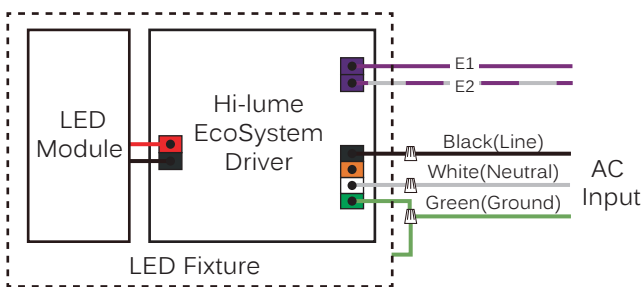 E1
E2
LED
Module
Hi-lume
EcoSystem
Driver
Black(Line)
White(Neutral)
Green(Ground)
AC
Input
LED Fixture